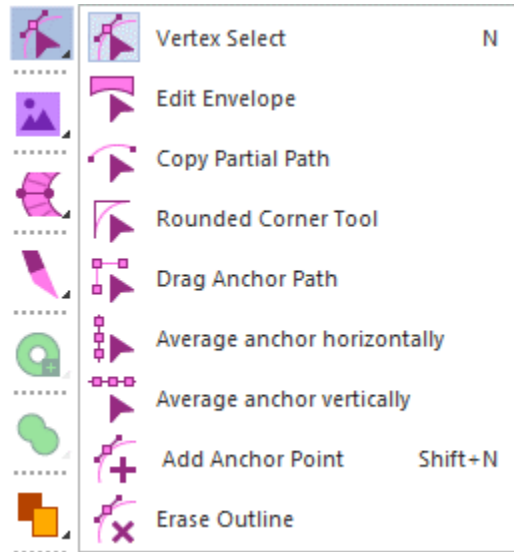 Vertex Select N
Edit Envelope
Copy Partial Path
Rounded Corner Tool
Drag Anchor Path
Average anchor horizontally
Average anchor vertically
Add Anchor Point Shift+N
Erase Outline